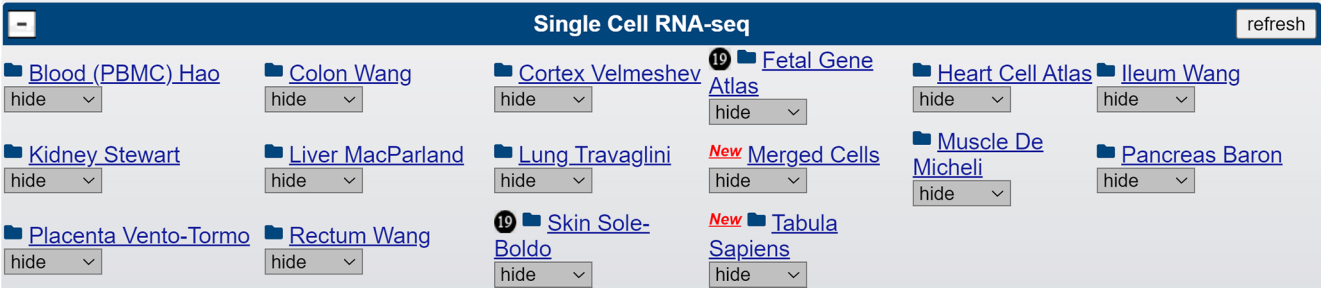 Single Cell RNA-seq
refresh
Blood (PBMC) Hao
hide
Colon Wang
hide
Cortex Velmeshev
hide
19 Fetal Gene
Atlas
hide
Heart Cell Atlas
hide
Ileum Wang
hide
Kidney Stewart
hide
Liver MacParland
hide
Lung Travaglini
hide
New Merged Cells
hide
Muscle De
Micheli
hide
Pancreas Baron
hide
Placenta Vento-Tormo
hide
Rectum Wang
hide
19 Skin Sole-
Boldo
hide
New Tabula
Sapiens
hide